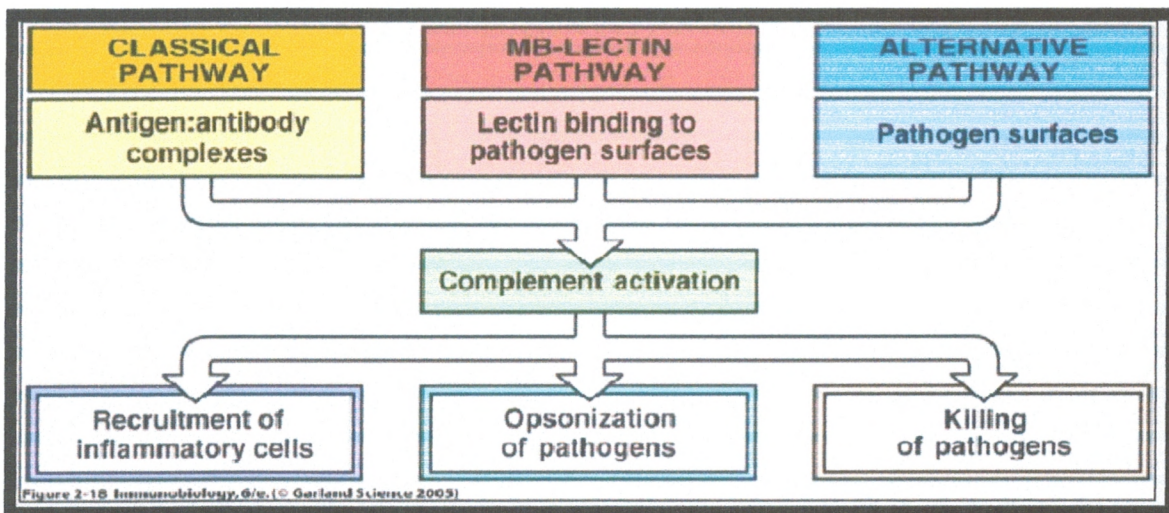 CLASSICAL
PATHWAY
MB-LECTIN
PATHWAY
ALTERNATIVE
PATHWAY
Antigen:antibody
complexes
Lectin binding to
pathogen surfaces
Pathogen surfaces
Complement activation
Recruitment of
inflammatory cells
Opsonization
of pathogens
Killing
of pathogens
Figure 2-18 Immunobiology, 6/e. (© Garland Science 2005)